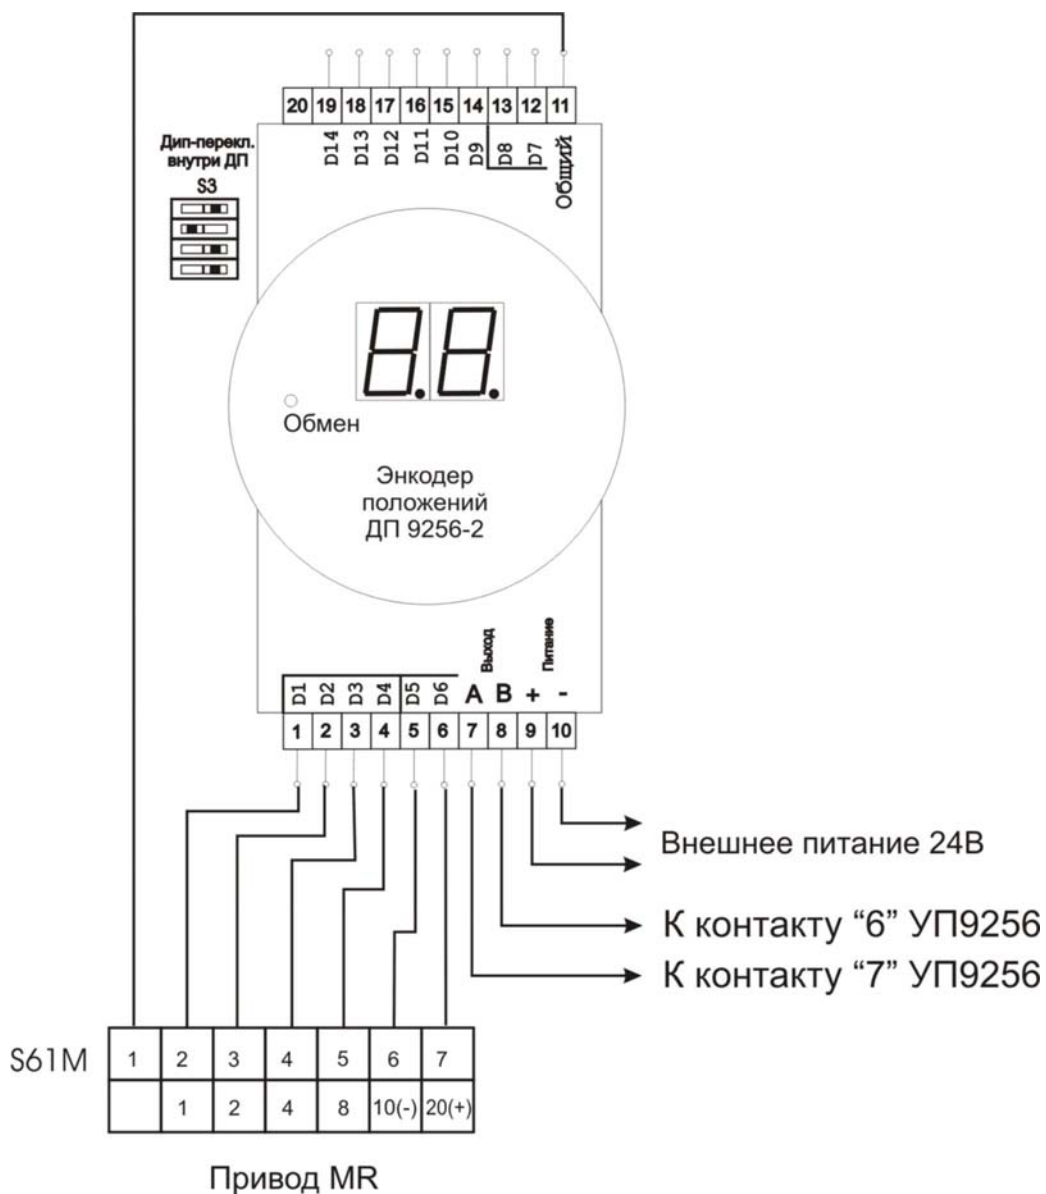 20 19 18 17 16 15 14 13 12 11
D14 D13 D12 D11 D10 D9 D8 D7 Общий
Дип-перекл.
внутри ДП
S3
8.8.
Обмен
Энкодер
положений
ДП 9256-2
Выход Питание
D1 D2 D3 D4 D5 D6 A B + -
1 2 3 4 5 6 7 8 9 10
Внешнее питание 24В
К контакту “6” УП9256
К контакту “7” УП9256
S61M 1 2 3 4 5 6 7
1 2 4 8 10(-) 20(+)
Привод MR